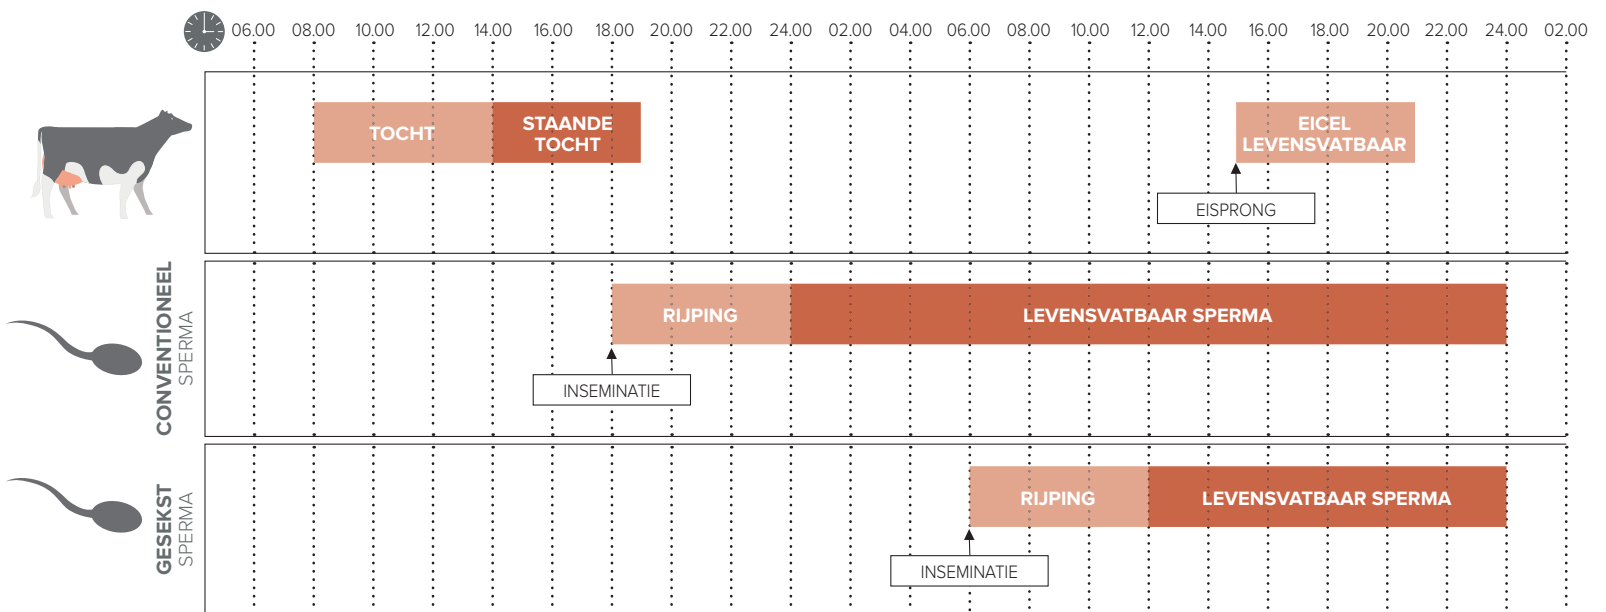 06.00 08.00 10.00 12.00 14.00 16.00 18.00 20.00 22.00 24.00 02.00 04.00 06.00 08.00 10.00 12.00 14.00 16.00 18.00 20.00 22.00 24.00 02.00
TOCHT
STAANDE
TOCHT
EICEL
LEVENSVATBAAR
EISPRONG
CONVENTIONEEL
SPERMA
RIJPING
LEVENSVATBAAR SPERMA
INSEMINATIE
GESEKST
SPERMA
RIJPING
LEVENSVATBAAR SPERMA
INSEMINATIE